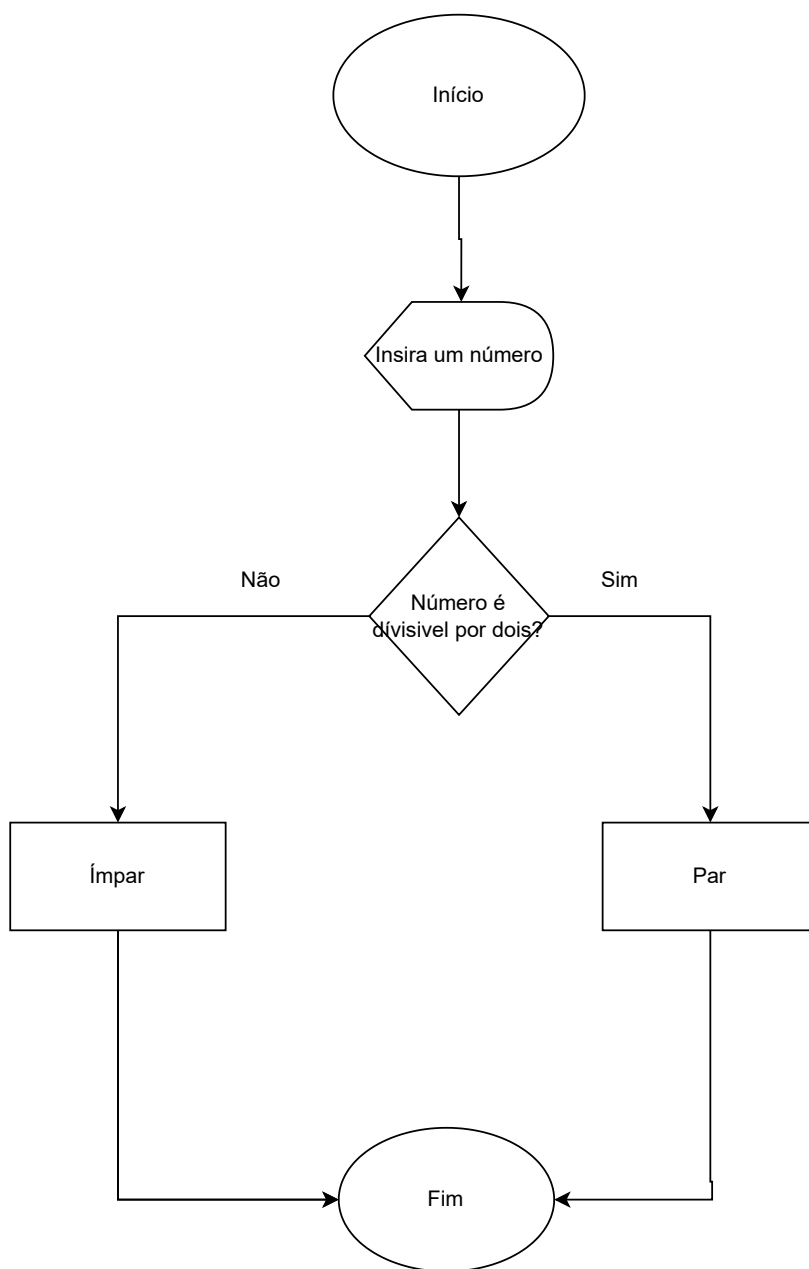 Início
Insira um número
Não
Sim
Número é
dívisivel por dois?
Ímpar
Par
Fim